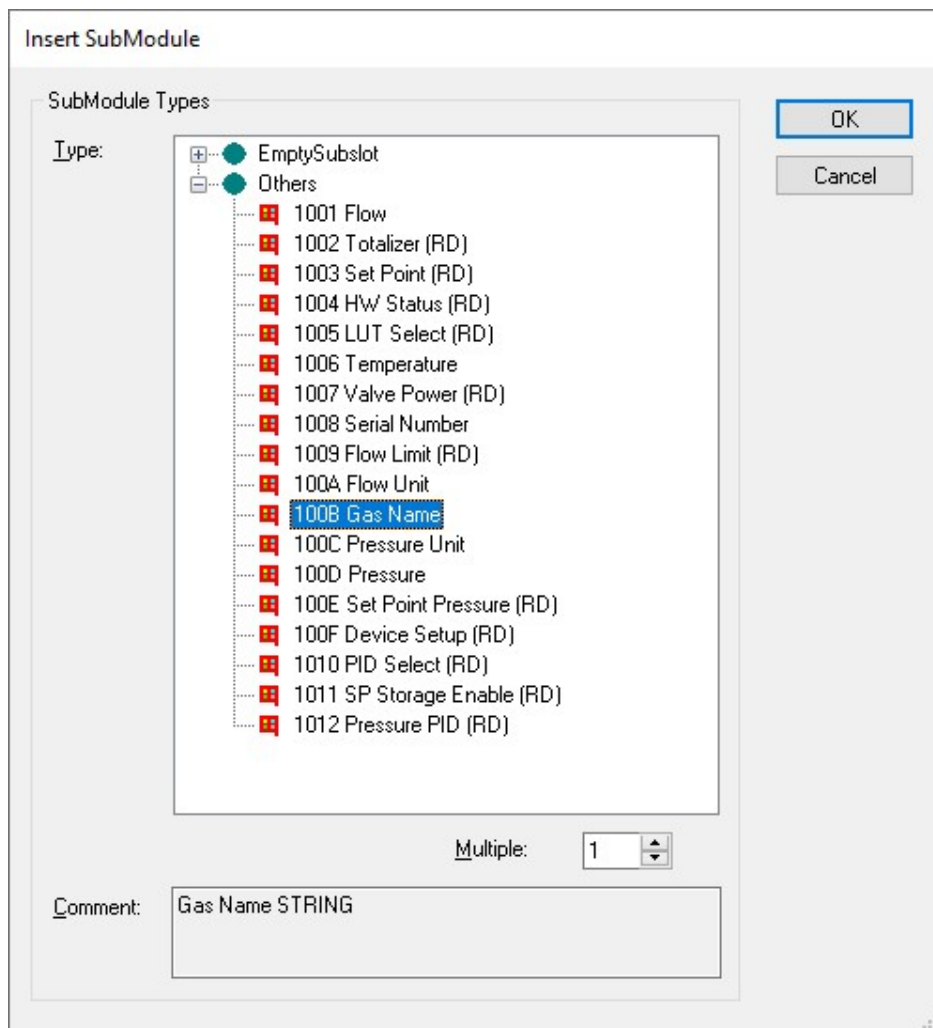 Insert SubModule
SubModule Types
Type:
EmptySubslot
Others
1001 Flow
1002 Totalizer (RD)
1003 Set Point (RD)
1004 HW Status (RD)
1005 LUT Select (RD)
1006 Temperature
1007 Valve Power (RD)
1008 Serial Number
1009 Flow Limit (RD)
100A Flow Unit
100B Gas Name
100C Pressure Unit
100D Pressure
100E Set Point Pressure (RD)
100F Device Setup (RD)
1010 PID Select (RD)
1011 SP Storage Enable (RD)
1012 Pressure PID (RD)
Multiple: 1
Comment: Gas Name STRING
OK
Cancel